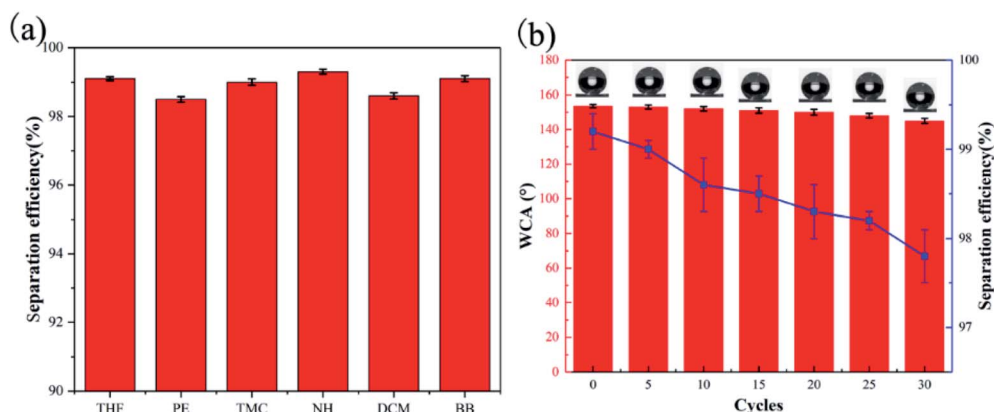 (a)
100
98
96
94
92
90
Separation efficiency(%)
THF PE TMC NH DCM BB
(b)
180
160
140
120
100
80
60
40
20
0
WCA (°)
100
99
98
97
Separation efficiency(%)
0 5 10 15 20 25 30
Cycles